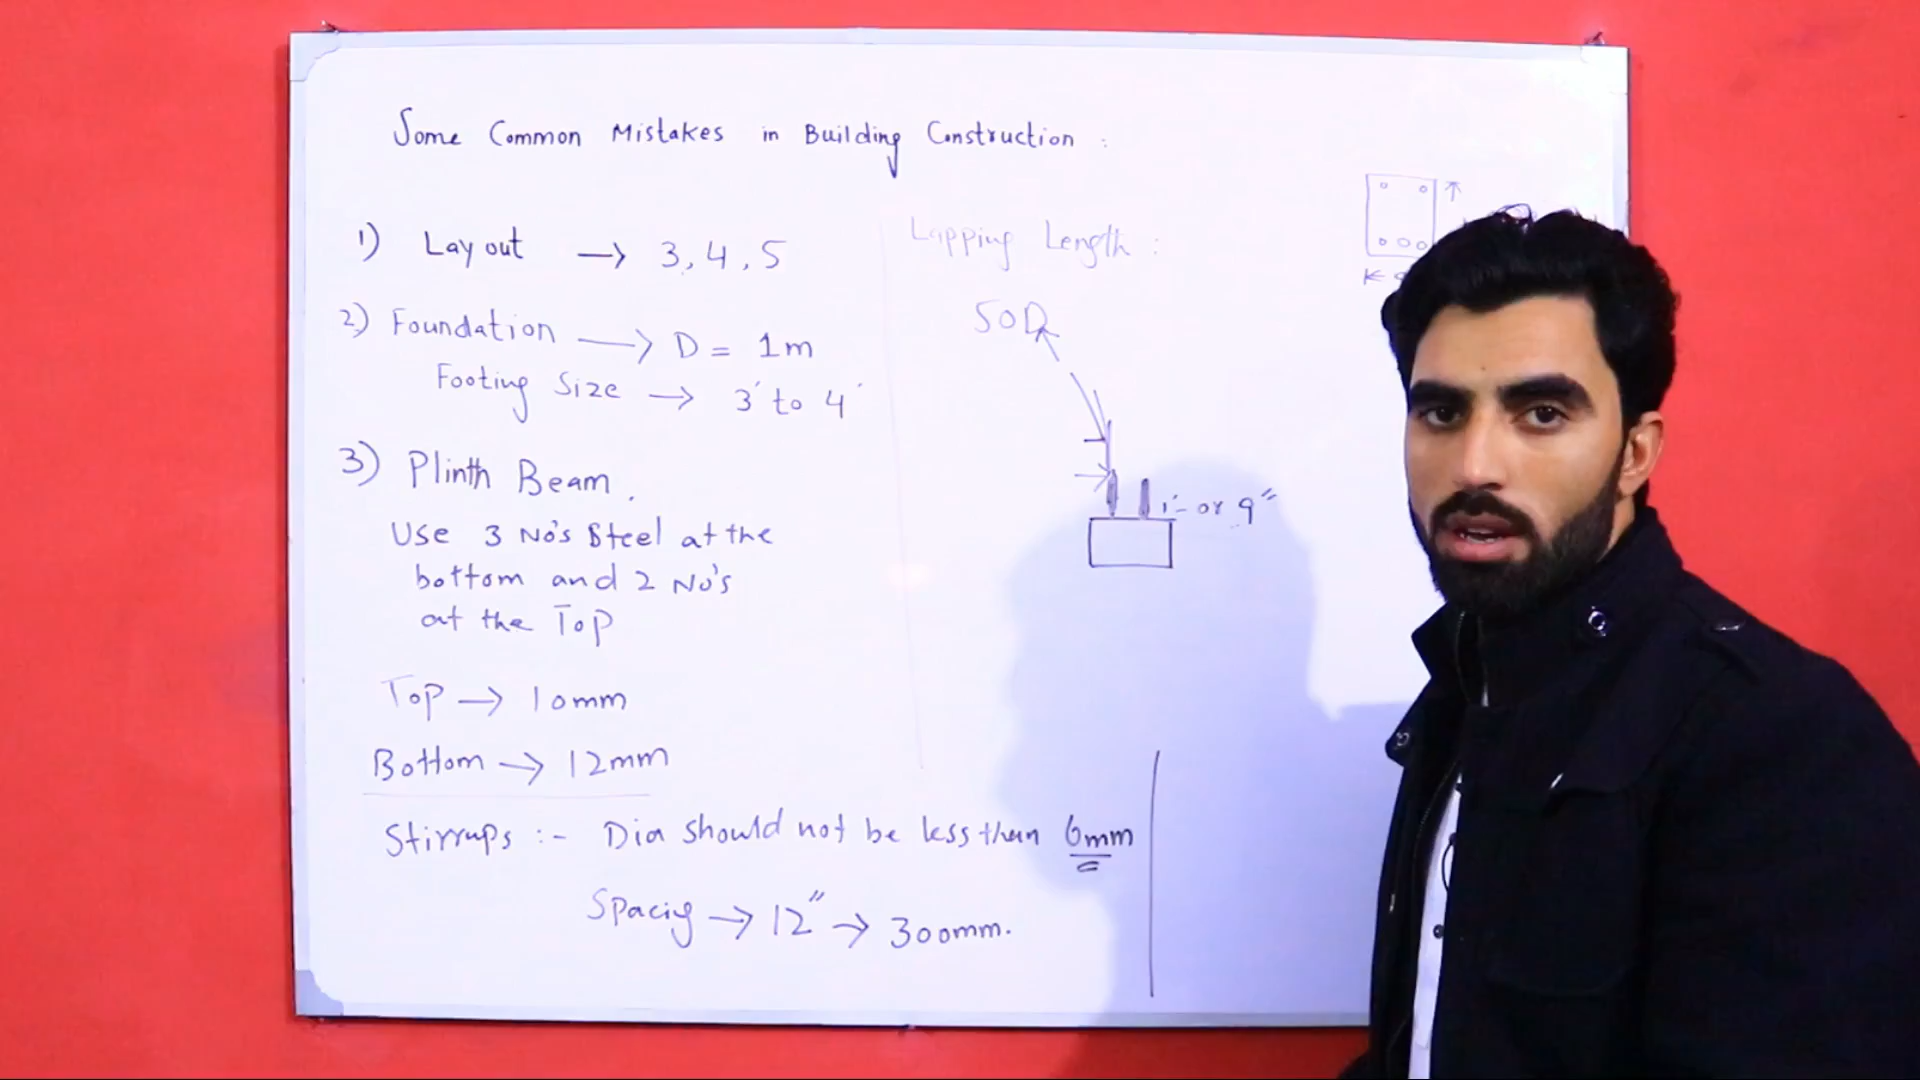 Some Common Mistakes in Building Construction :
1) Lay out → 3, 4, 5
2) Foundation → D = 1m
Footing Size → 3' to 4'
3) Plinth Beam .
Use 3 No's Steel at the
bottom and 2 No's
at the Top
Top → 10mm
Bottom → 12mm
Stirrups :- Dia should not be less than 6mm
Spacig → 12" → 300mm.
Lapping Length :
50D
1'- or 9"